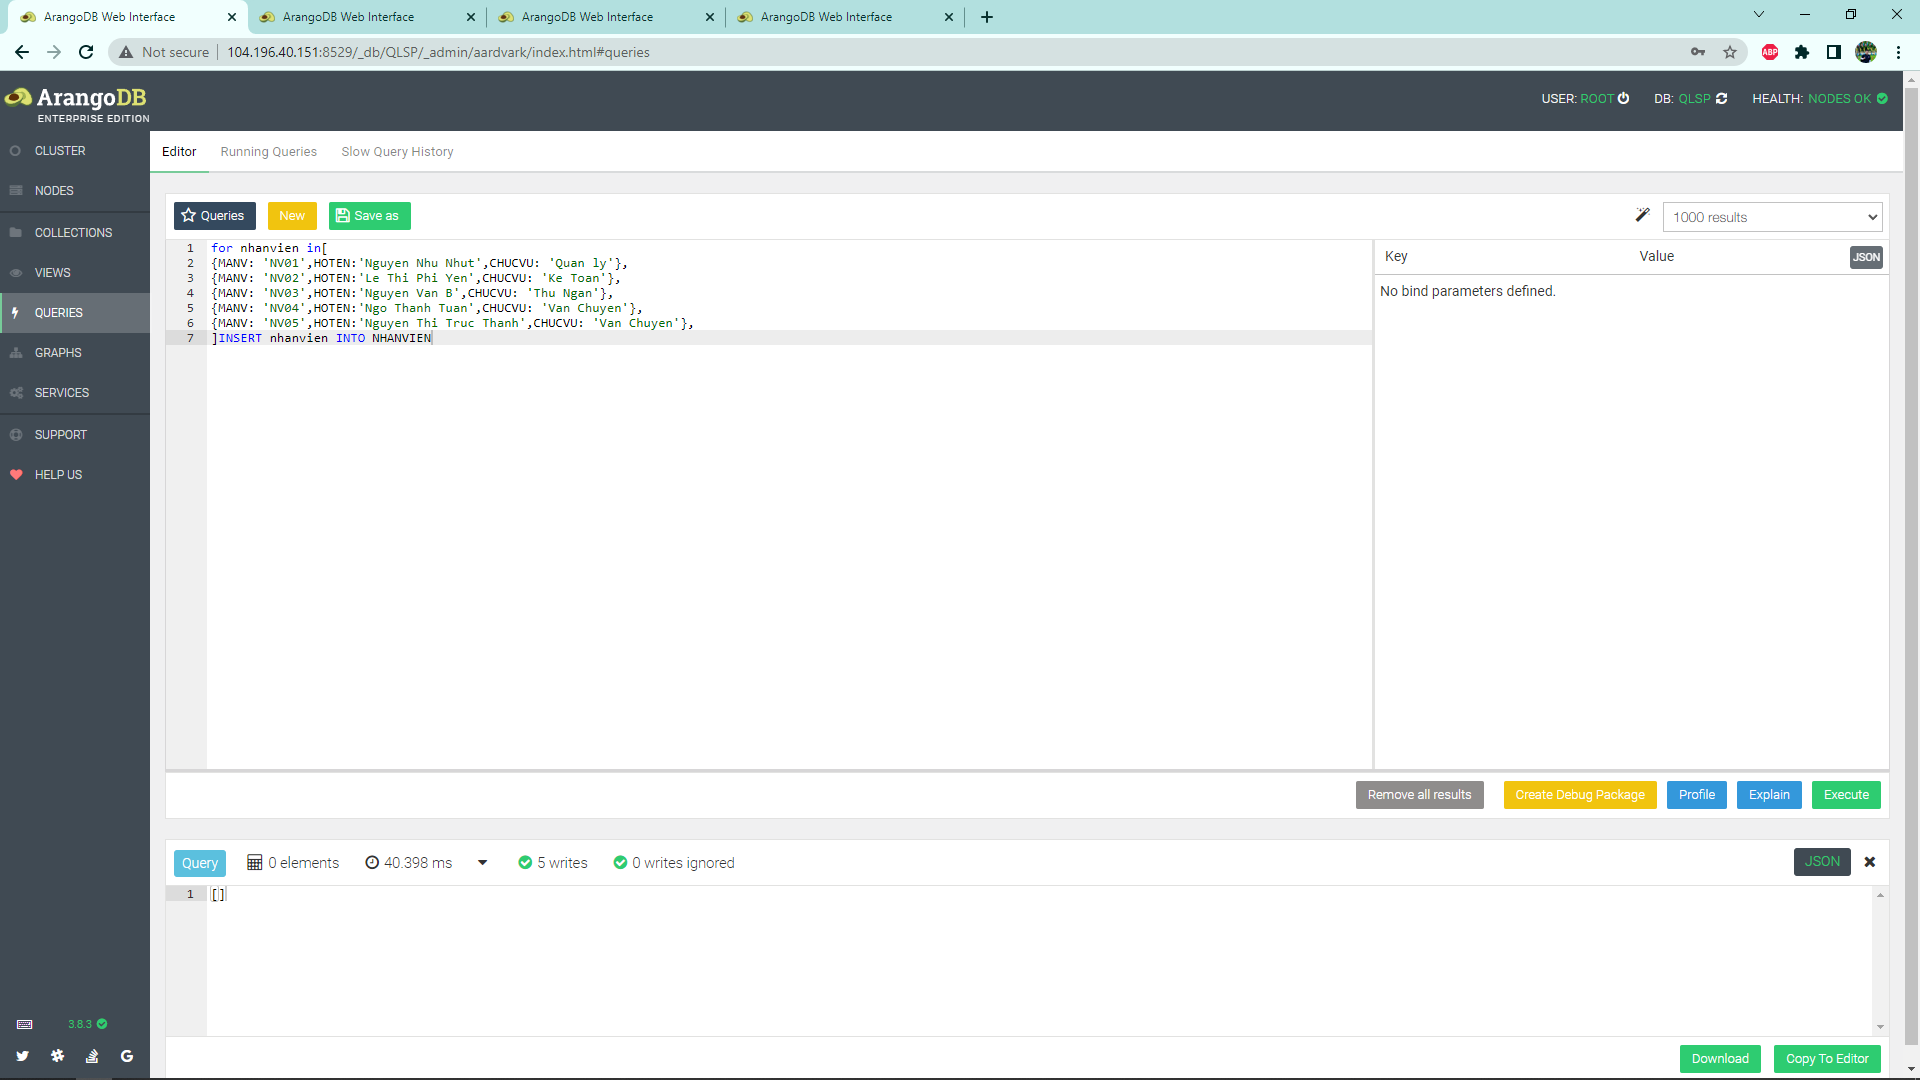 ArangoDB Web Interface
ArangoDB Web Interface
ArangoDB Web Interface
ArangoDB Web Interface
Not secure
104.196.40.151:8529/_db/QLSP/_admin/aardvark/index.html#queries
ABP
ArangoDB
ENTERPRISE EDITION
USER: ROOT
DB: QLSP
HEALTH: NODES OK
CLUSTER
NODES
COLLECTIONS
VIEWS
QUERIES
GRAPHS
SERVICES
SUPPORT
HELP US
3.8.3
Editor
Running Queries
Slow Query History
Queries
New
Save as
1000 results
1 for nhanvien in[
2 {MANV: 'NV01',HOTEN:'Nguyen Nhu Nhut',CHUCVU: 'Quan ly'},
3 {MANV: 'NV02',HOTEN:'Le Thi Phi Yen',CHUCVU: 'Ke Toan'},
4 {MANV: 'NV03',HOTEN:'Nguyen Van B',CHUCVU: 'Thu Ngan'},
5 {MANV: 'NV04',HOTEN:'Ngo Thanh Tuan',CHUCVU: 'Van Chuyen'},
6 {MANV: 'NV05',HOTEN:'Nguyen Thi Truc Thanh',CHUCVU: 'Van Chuyen'},
7 ]INSERT nhanvien INTO NHANVIEN
Key
Value
JSON
No bind parameters defined.
Remove all results
Create Debug Package
Profile
Explain
Execute
Query
0 elements
40.398 ms
5 writes
0 writes ignored
JSON
1 []
Download
Copy To Editor